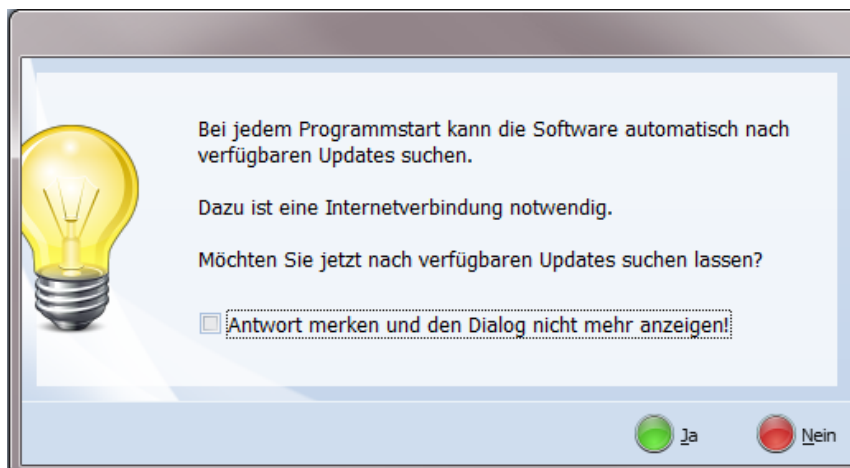 Bei jedem Programmstart kann die Software automatisch nach
verfügbaren Updates suchen.
Dazu ist eine Internetverbindung notwendig.
Möchten Sie jetzt nach verfügbaren Updates suchen lassen?
Antwort merken und den Dialog nicht mehr anzeigen!
Ja Nein